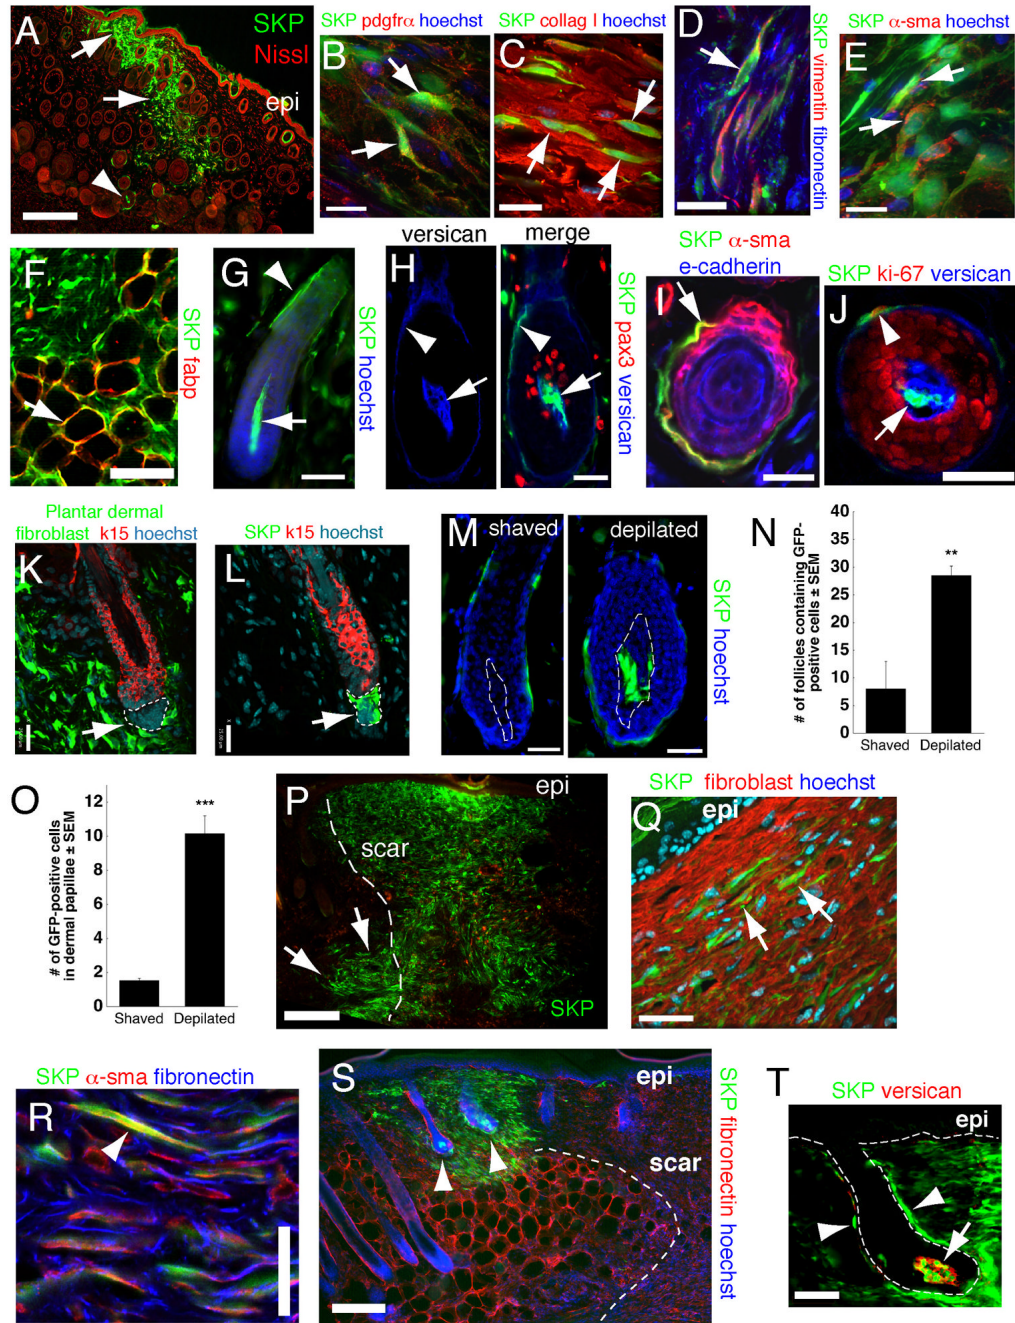 A
SKP
Nissl
epi
SKP pdgfrα hoechst
B
SKP collag I hoechst
C
D
SKP vimentin fibronectin
SKP α-sma hoechst
E
F
SKP fabp
G
SKP hoechst
versican
merge
H
SKP pax3 versican
SKP α-sma
e-cadherin
I
SKP ki-67 versican
J
Plantar dermal
fibroblast k15 hoechst
K
SKP k15 hoechst
L
M
shaved
depilated
SKP hoechst
N
# of follicles containing GFP-
positive cells ± SEM
40
35
30
25
20
15
10
5
0
**
Shaved
Depilated
O
# of GFP-positive cells
in dermal papillae ± SEM
12
10
8
6
4
2
0
***
Shaved
Depilated
P
epi
scar
SKP
SKP fibroblast hoechst
Q
epi
SKP α-sma fibronectin
R
S
epi
scar
SKP fibronectin hoechst
T
SKP versican
epi